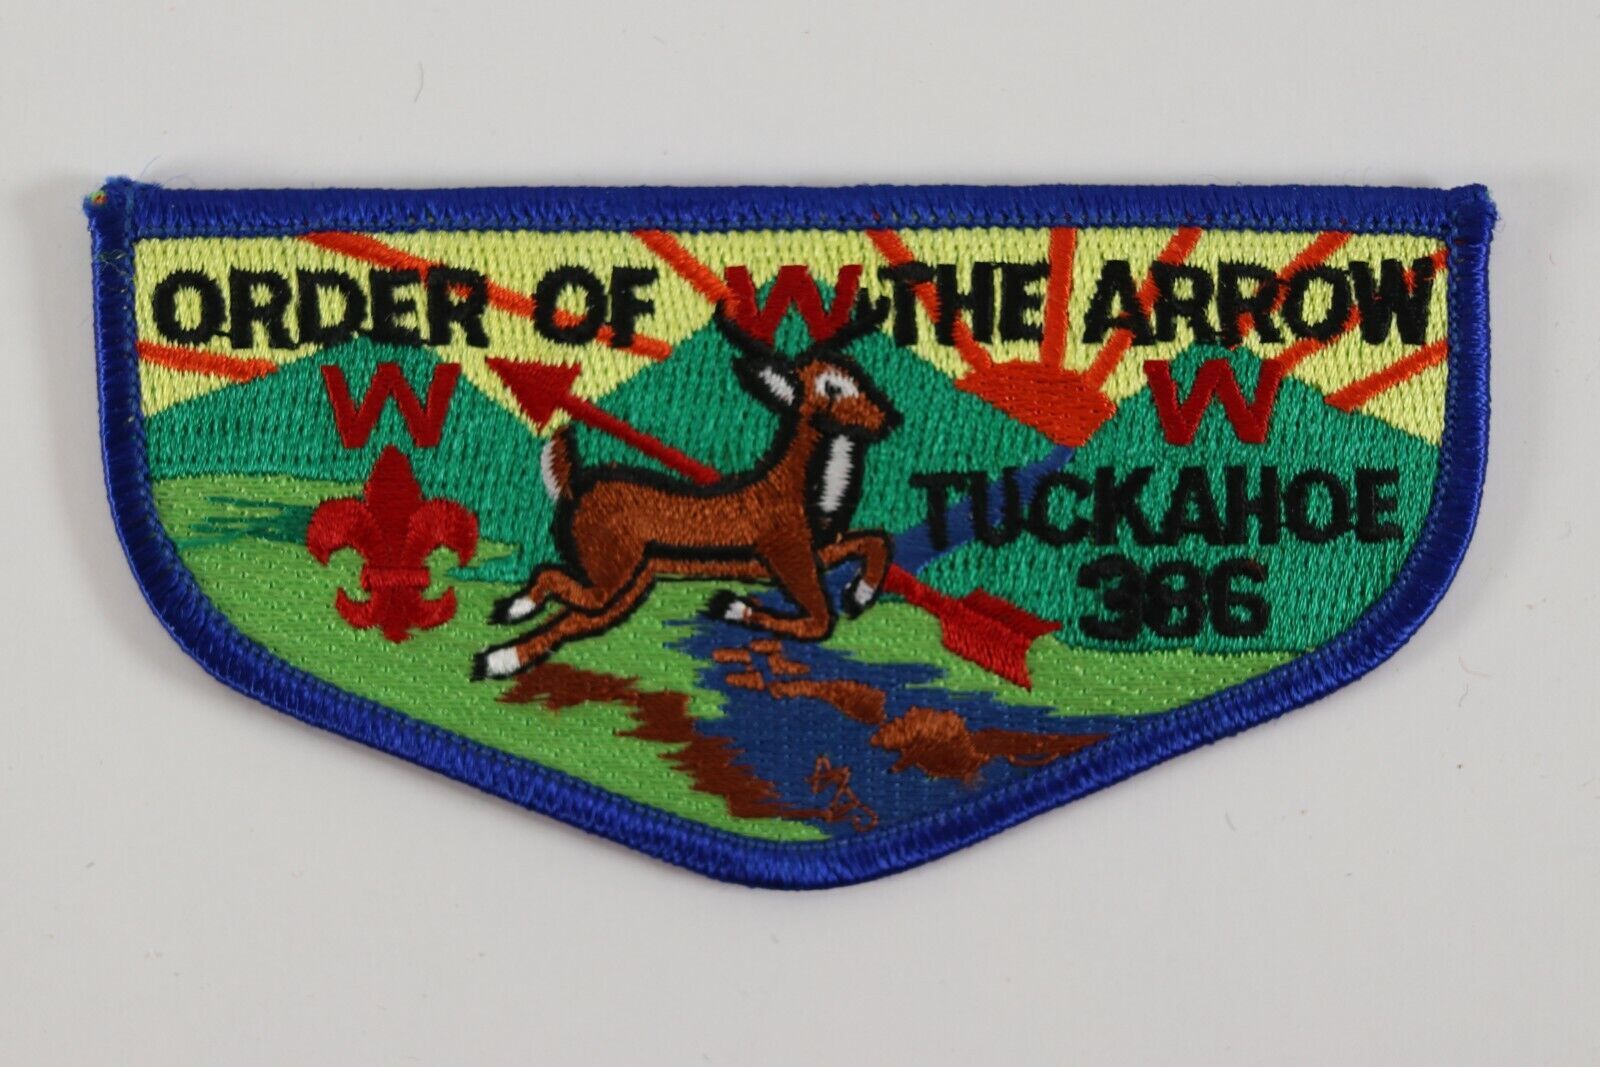 ORDER OF W THE ARROW
W W
TUCKAHOE
386